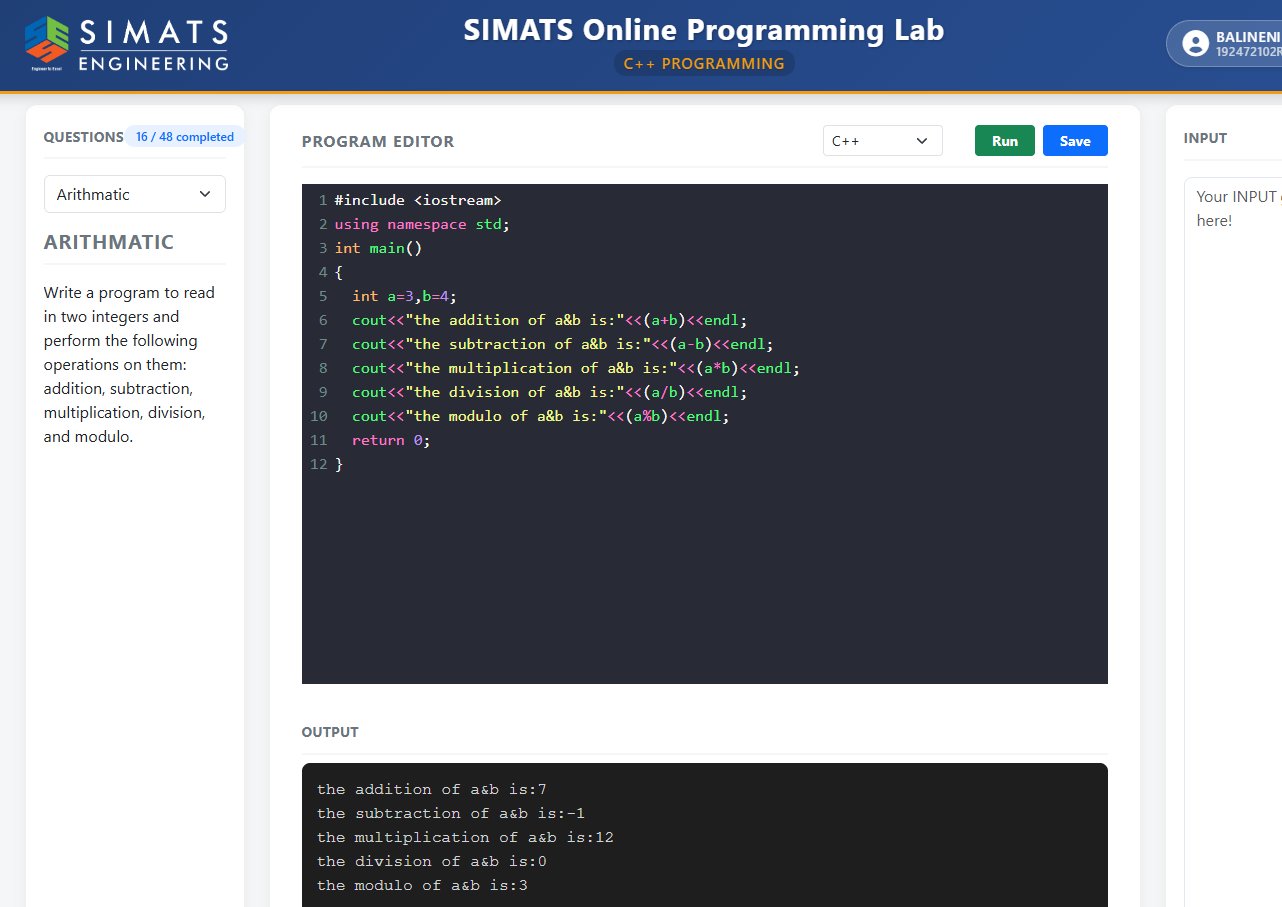 SIMATS
ENGINEERING
Engineer to Excel
SIMATS Online Programming Lab
C++ PROGRAMMING
BALINENI
192472102R
QUESTIONS 16 / 48 completed
Arithmatic
ARITHMATIC
Write a program to read
in two integers and
perform the following
operations on them:
addition, subtraction,
multiplication, division,
and modulo.
PROGRAM EDITOR C++ Run Save
1 #include <iostream>
2 using namespace std;
3 int main()
4 {
5   int a=3,b=4;
6   cout<<"the addition of a&b is:"<<(a+b)<<endl;
7   cout<<"the subtraction of a&b is:"<<(a-b)<<endl;
8   cout<<"the multiplication of a&b is:"<<(a*b)<<endl;
9   cout<<"the division of a&b is:"<<(a/b)<<endl;
10   cout<<"the modulo of a&b is:"<<(a%b)<<endl;
11   return 0;
12 }
OUTPUT
the addition of a&b is:7
the subtraction of a&b is:-1
the multiplication of a&b is:12
the division of a&b is:0
the modulo of a&b is:3
INPUT
Your INPUT
here!